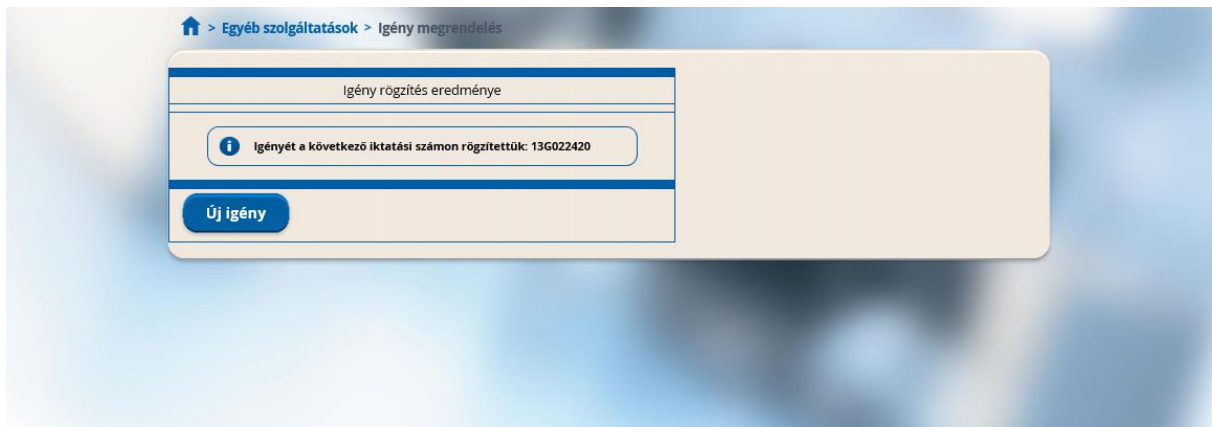 > Egyéb szolgáltatások > Igény megrendelés
Igény rögzítés eredménye
Igényét a következő iktatási számon rögzítettük: 13G022420
Új igény